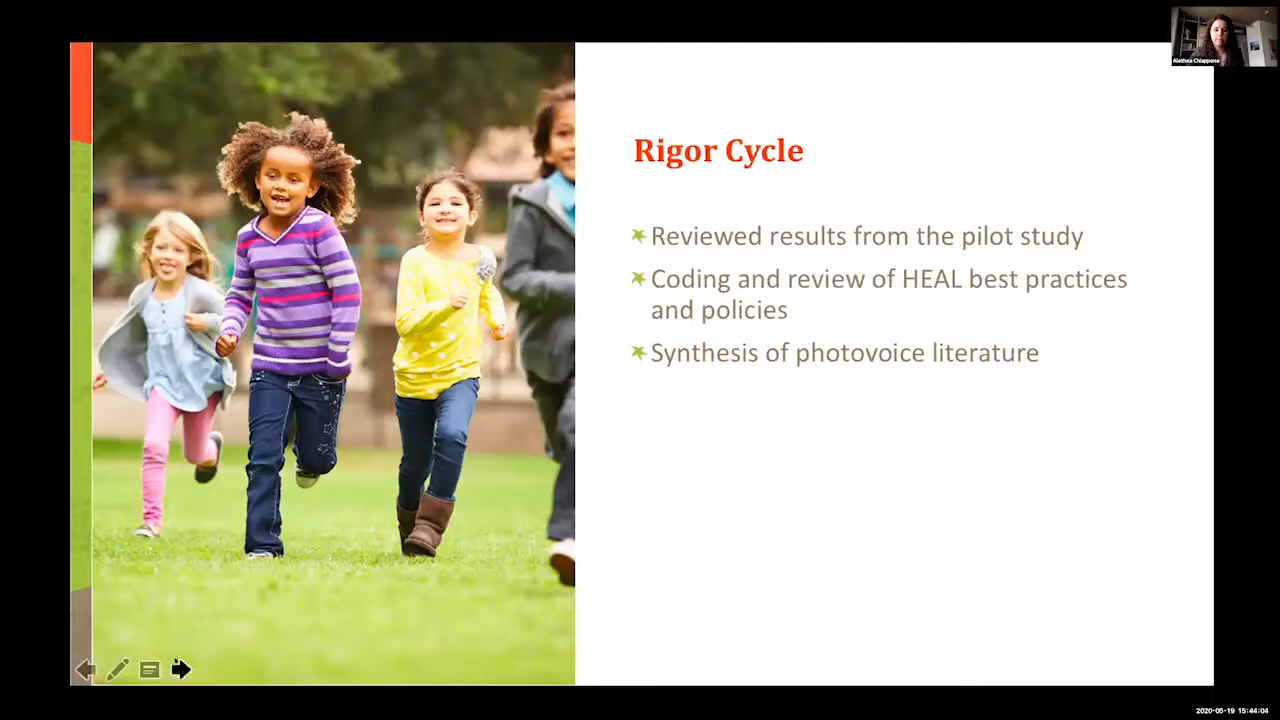 Alethea Chiappone
Rigor Cycle
Reviewed results from the pilot study
Coding and review of HEAL best practices
and policies
Synthesis of photovoice literature
2020-05-19 15:44:04